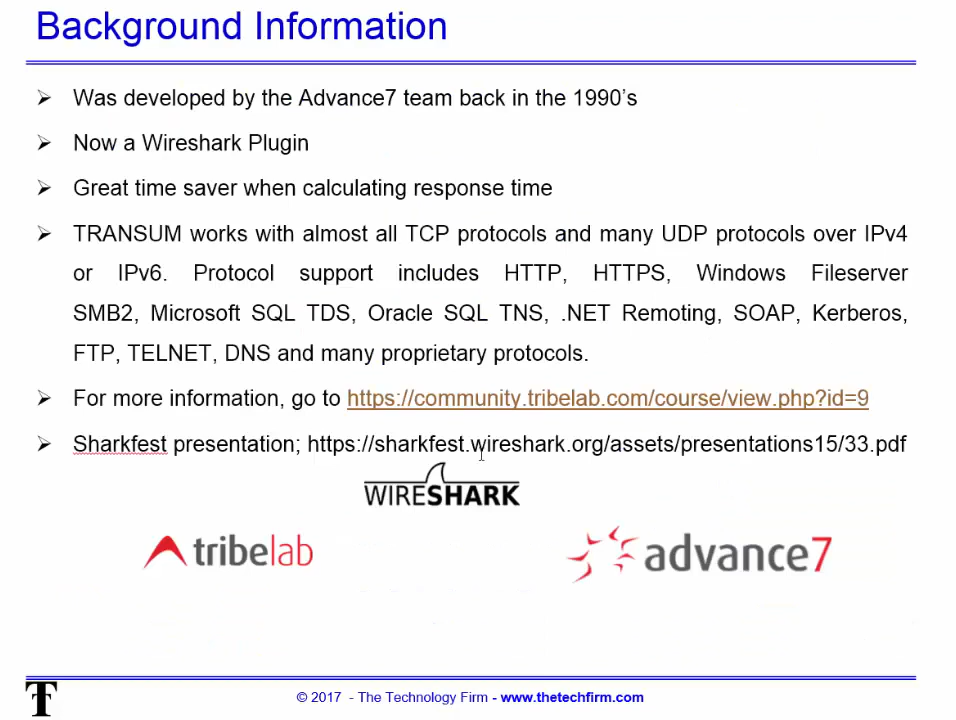 Background Information
Was developed by the Advance7 team back in the 1990's
Now a Wireshark Plugin
Great time saver when calculating response time
TRANSUM works with almost all TCP protocols and many UDP protocols over IPv4
or IPv6. Protocol support includes HTTP, HTTPS, Windows Fileserver
SMB2, Microsoft SQL TDS, Oracle SQL TNS, .NET Remoting, SOAP, Kerberos,
FTP, TELNET, DNS and many proprietary protocols.
For more information, go to https://community.tribelab.com/course/view.php?id=9
Sharkfest presentation; https://sharkfest.wireshark.org/assets/presentations15/33.pdf
WIRESHARK
tribelab
advance7
T
© 2017 - The Technology Firm - www.thetechfirm.com